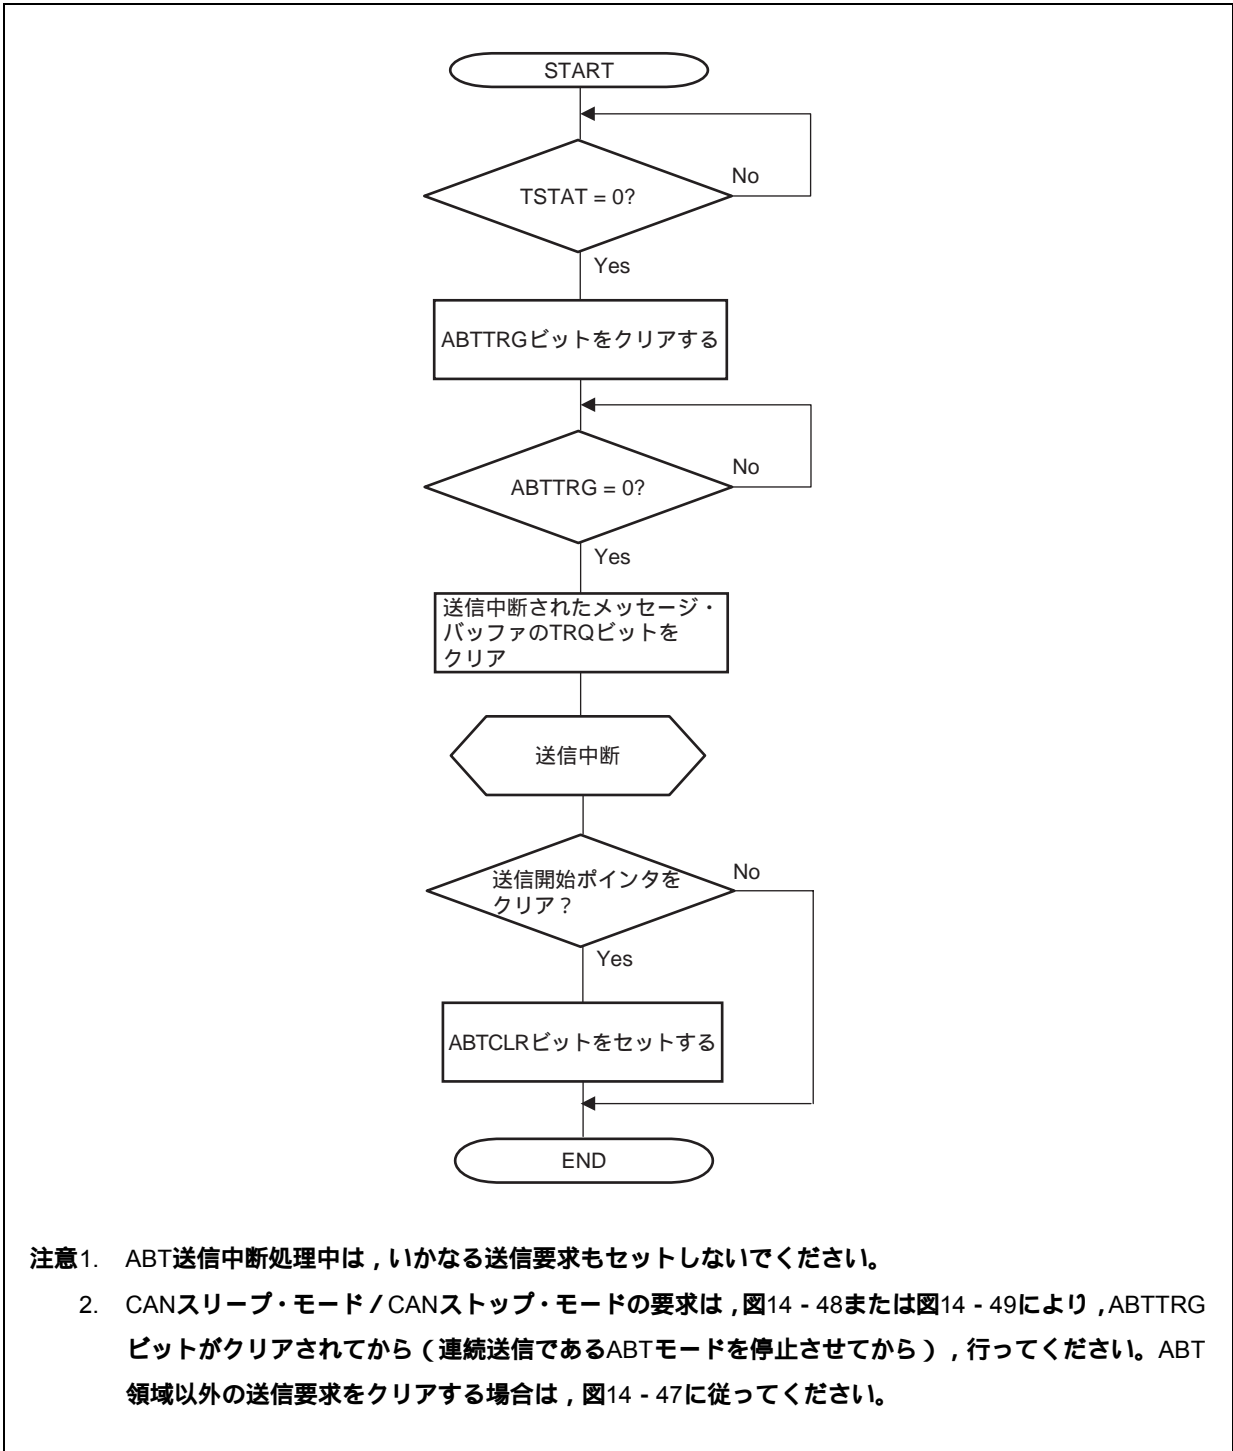 START
TSTAT = 0?
No
Yes
ABTTRGビットをクリアする
ABTTRG = 0?
No
Yes
送信中断されたメッセージ・
バッファのTRQビットを
クリア
送信中断
送信開始ポインタを
クリア？
No
Yes
ABTCLRビットをセットする
END
注意1. ABT送信中断処理中は，いかなる送信要求もセットしないでください。
2. CANスリープ・モード／CANストップ・モードの要求は，図14 - 48または図14 - 49により，ABTTRG
ビットがクリアされてから（連続送信であるABTモードを停止させてから），行ってください。ABT
領域以外の送信要求をクリアする場合は，図14 - 47に従ってください。